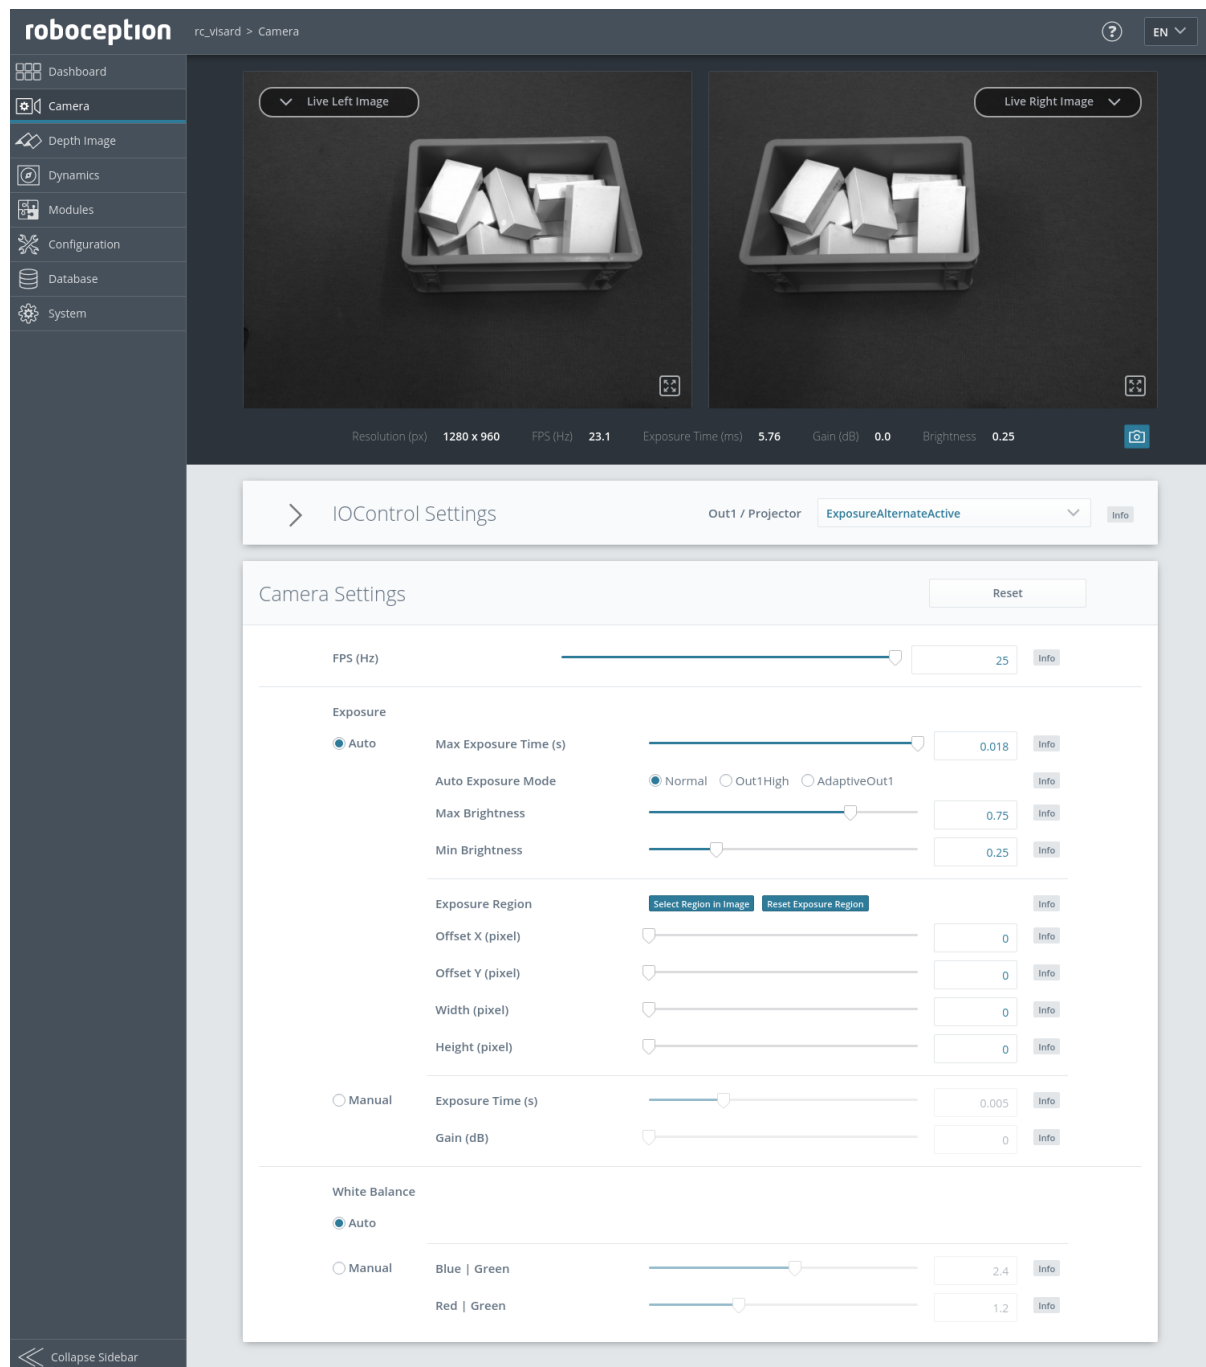 roboception
rc_visard > Camera
?
EN
Dashboard
Camera
Depth Image
Dynamics
Modules
Configuration
Database
System
Live Left Image
Live Right Image
Resolution (px) 1280 x 960 FPS (Hz) 23.1 Exposure Time (ms) 5.76 Gain (dB) 0.0 Brightness 0.25
IOControl Settings Out1 / Projector ExposureAlternateActive Info
Camera Settings Reset
FPS (Hz) 25 Info
Exposure
Auto Max Exposure Time (s) 0.018 Info
Auto Exposure Mode Normal Out1High AdaptiveOut1 Info
Max Brightness 0.75 Info
Min Brightness 0.25 Info
Exposure Region Select Region in Image Reset Exposure Region Info
Offset X (pixel) 0 Info
Offset Y (pixel) 0 Info
Width (pixel) 0 Info
Height (pixel) 0 Info
Manual Exposure Time (s) 0.005 Info
Gain (dB) 0 Info
White Balance
Auto
Manual Blue | Green 2.4 Info
Red | Green 1.2 Info
Collapse Sidebar